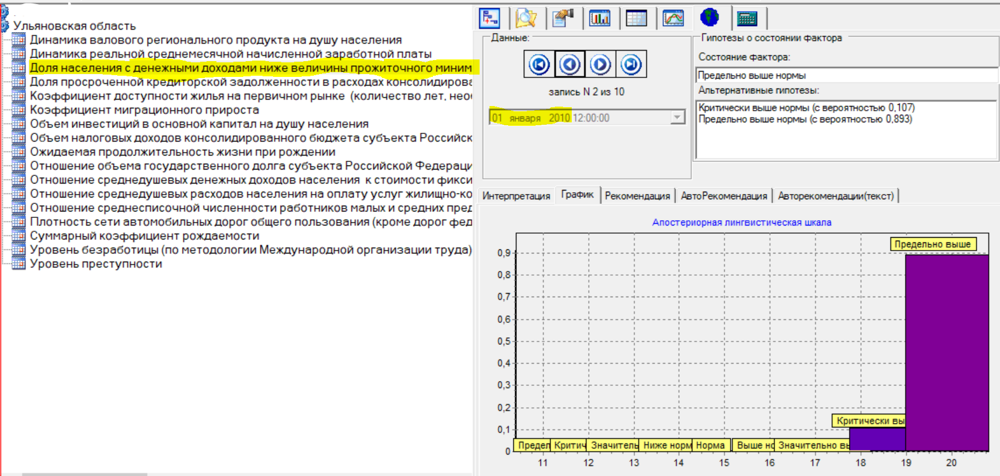 Ульяновская область
Динамика валового регионального продукта на душу населения
Динамика реальной среднемесячной начисленной заработной платы
Доля населения с денежными доходами ниже величины прожиточного миним
Доля просроченной кредиторской задолженности в расходах консолидирова
Коэффициент доступности жилья на первичном рынке (количество лет, нео
Коэффициент миграционного прироста
Объем инвестиций в основной капитал на душу населения
Объем налоговых доходов консолидированного бюджета субъекта Российск
Ожидаемая продолжительность жизни при рождении
Отношение объема государственного долга субъекта Российской Федераци
Отношение среднедушевых денежных доходов населения к стоимости фикси
Отношение среднедушевых расходов населения на оплату услуг жилищно-ко
Отношение среднесписочной численности работников малых и средних пред
Плотность сети автомобильных дорог общего пользования (кроме дорог фед
Суммарный коэффициент рождаемости
Уровень безработицы (по методологии Международной организации труда)
Уровень преступности
Данные:
запись N 2 из 10
01 января 2010 12:00:00
Гипотезы о состоянии фактора
Состояние фактора:
Предельно выше нормы
Альтернативные гипотезы:
Критически выше нормы (с вероятностью 0,107)
Предельно выше нормы (с вероятностью 0,893)
Интерпретация График Рекомендация АвтоРекомендация Авторекомендации(текст)
Апостериорная лингвистическая шкала
Предельно выше
0,9
0,8
0,7
0,6
0,5
0,4
0,3
0,2
Критически вы
0,1
Предел Критич Значитель Ниже норм Норма Выше но Значительно вы
0
11 12 13 14 15 16 17 18 19 20